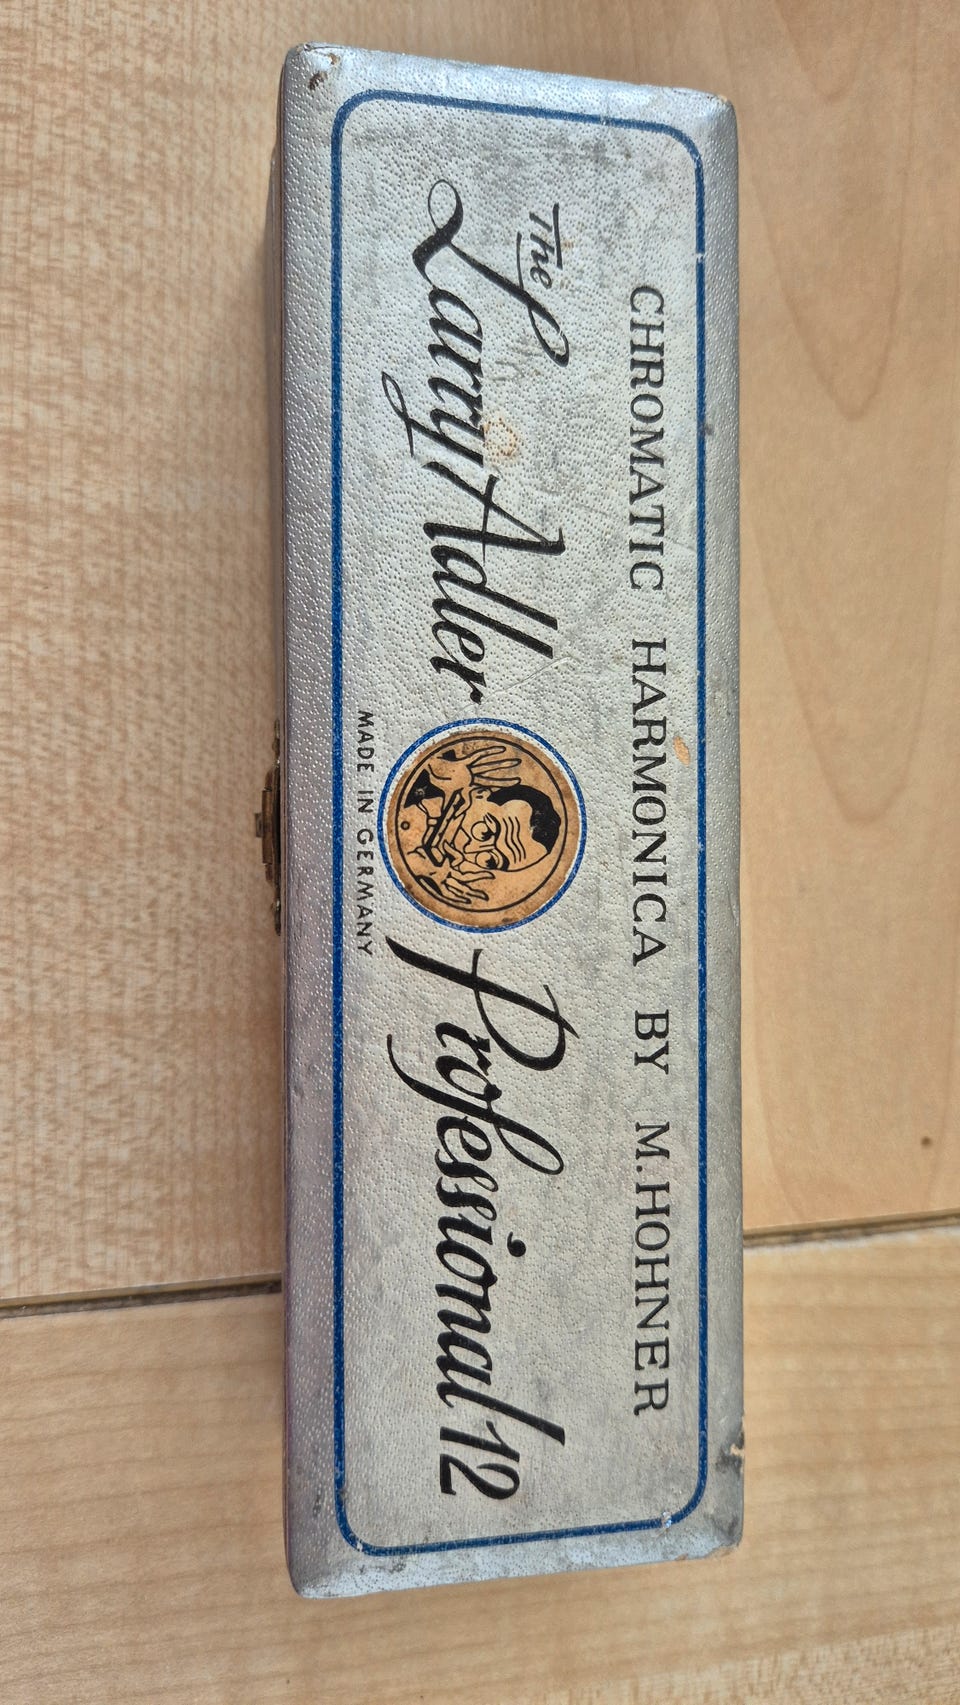 CHROMATIC HARMONICA BY M. HOHNER
The
Larry Adler Professional 12
MADE IN GERMANY